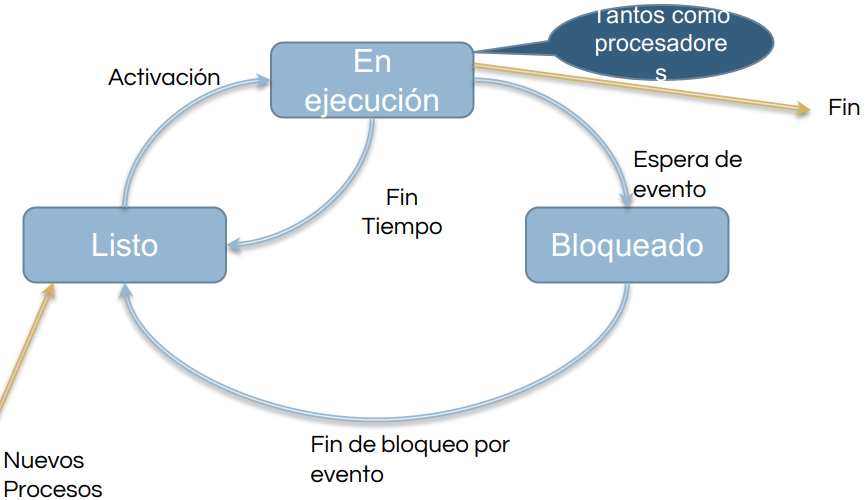 Tantos como
procesadore
s
En
ejecución
Activación
Fin
Espera de
evento
Fin
Tiempo
Listo
Bloqueado
Fin de bloqueo por
evento
Nuevos
Procesos